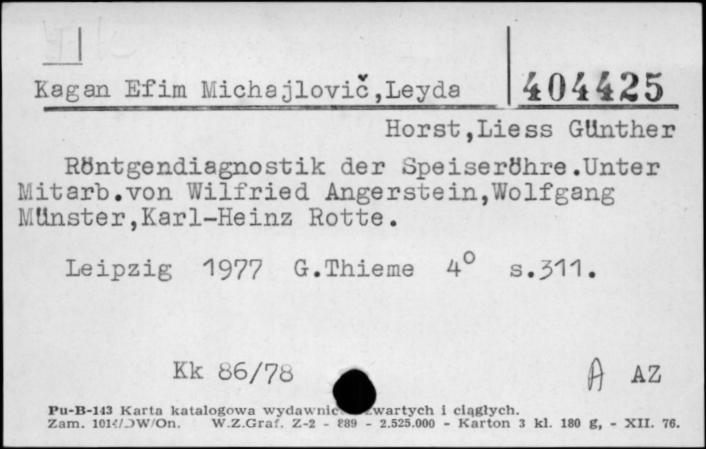 Kagan Efim Michajlovič,Leyda 404425
Horst,Liess Günther
Röntgendiagnostik der Speiseröhre.Unter
Mitarb.von Wilfried Angerstein,Wolfgang
Münster,Karl-Heinz Rotte.
Leipzig 1977 G.Thieme 4° s.311.
Kk 86/78 A AZ
Pu-B-143 Karta katalogowa zwartych i ciągłych.
Zam. W.Z.Graf. Z-2 - 889 - 2.525.000 - Karton 3 kl. 180 g, - XII. 76.